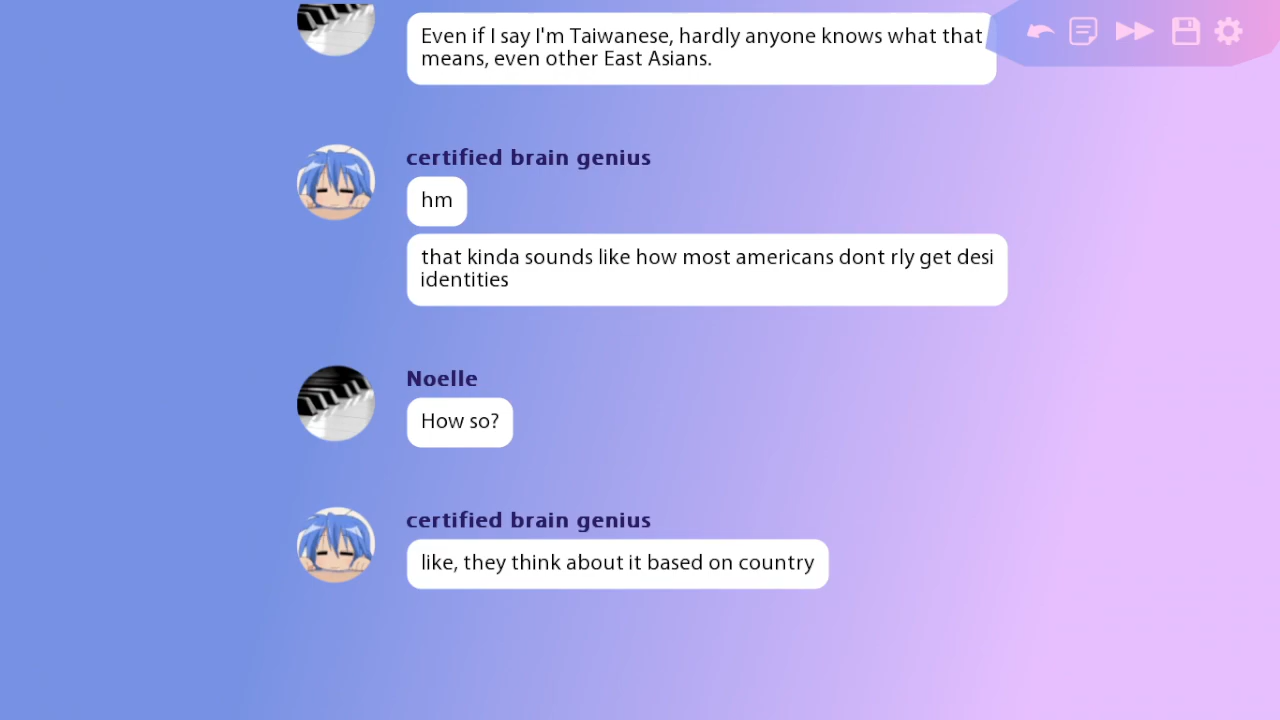 Even if I say I'm Taiwanese, hardly anyone knows what that
means, even other East Asians.
certified brain genius
hm
that kinda sounds like how most americans dont rly get desi
identities
Noelle
How so?
certified brain genius
like, they think about it based on country